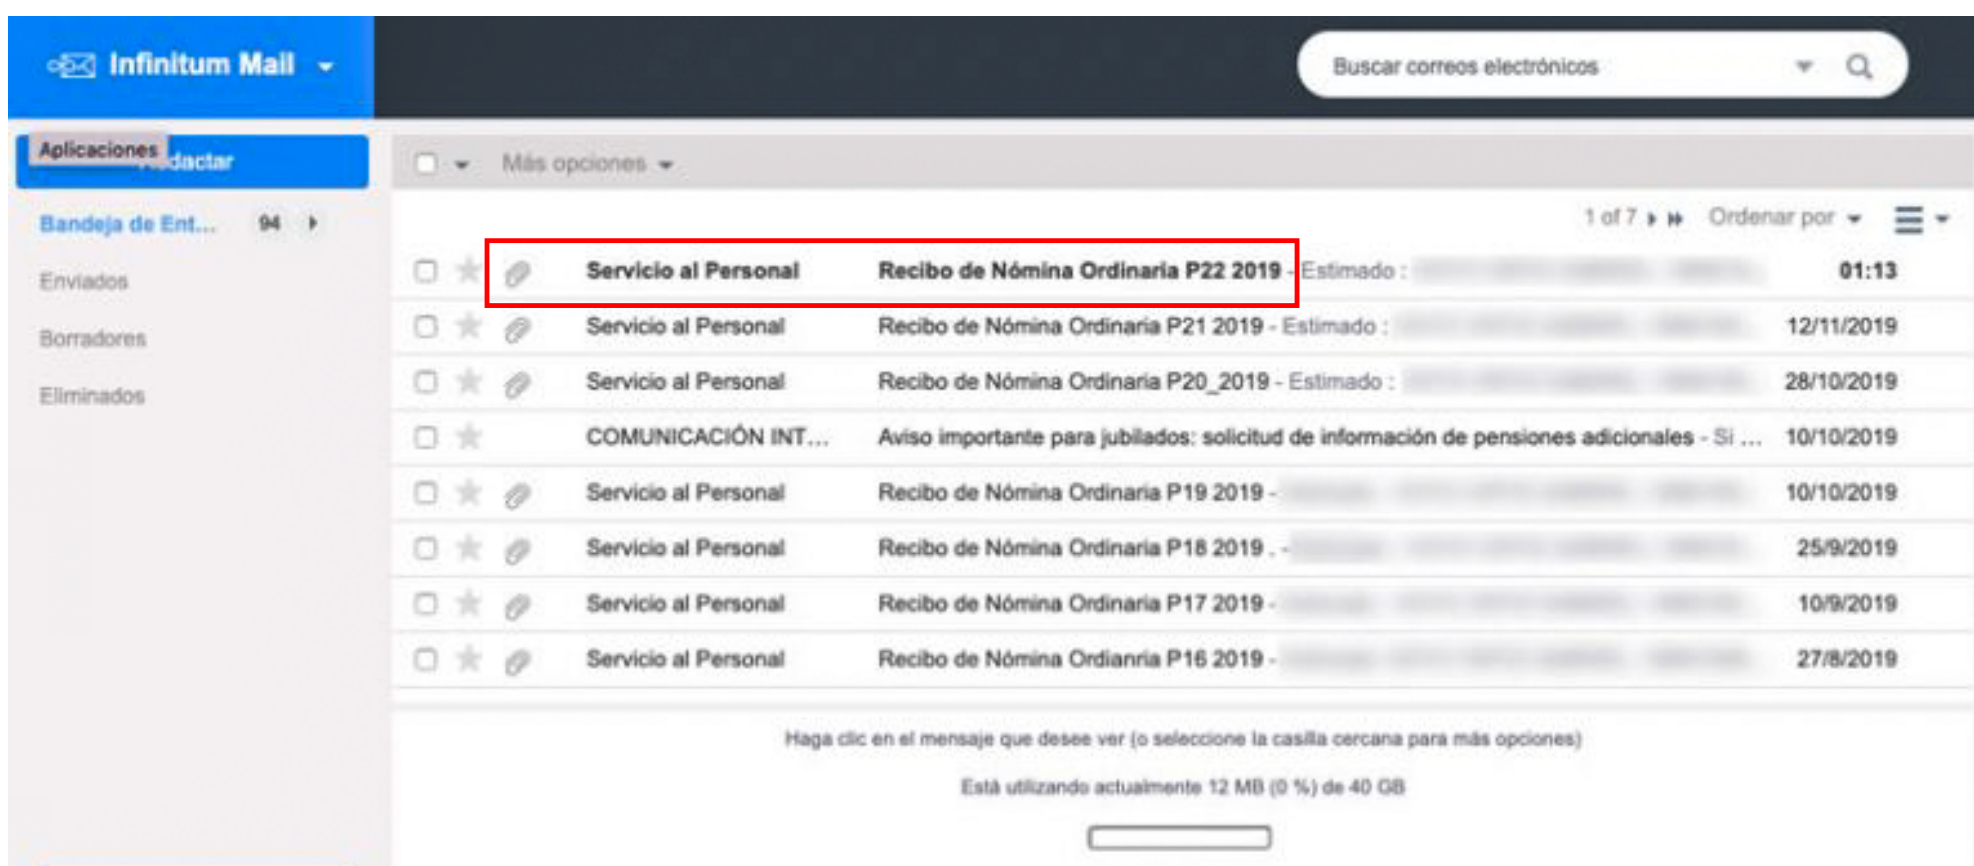 Infinitum Mail
Buscar correos electrónicos
Aplicaciones
dactar
Más opciones
Bandeja de Ent... 94
1 of 7 Ordenar por
Enviados
Borradores
Eliminados
Servicio al Personal Recibo de Nómina Ordinaria P22 2019 - Estimado : 01:13
Servicio al Personal Recibo de Nómina Ordinaria P21 2019 - Estimado : 12/11/2019
Servicio al Personal Recibo de Nómina Ordinaria P20_2019 - Estimado : 28/10/2019
COMUNICACIÓN INT... Aviso importante para jubilados: solicitud de información de pensiones adicionales - Si ... 10/10/2019
Servicio al Personal Recibo de Nómina Ordinaria P19 2019 - 10/10/2019
Servicio al Personal Recibo de Nómina Ordinaria P18 2019 . - 25/9/2019
Servicio al Personal Recibo de Nómina Ordinaria P17 2019 - 10/9/2019
Servicio al Personal Recibo de Nómina Ordianria P16 2019 - 27/8/2019
Haga clic en el mensaje que desee ver (o seleccione la casilla cercana para más opciones)
Está utilizando actualmente 12 MB (0 %) de 40 GB